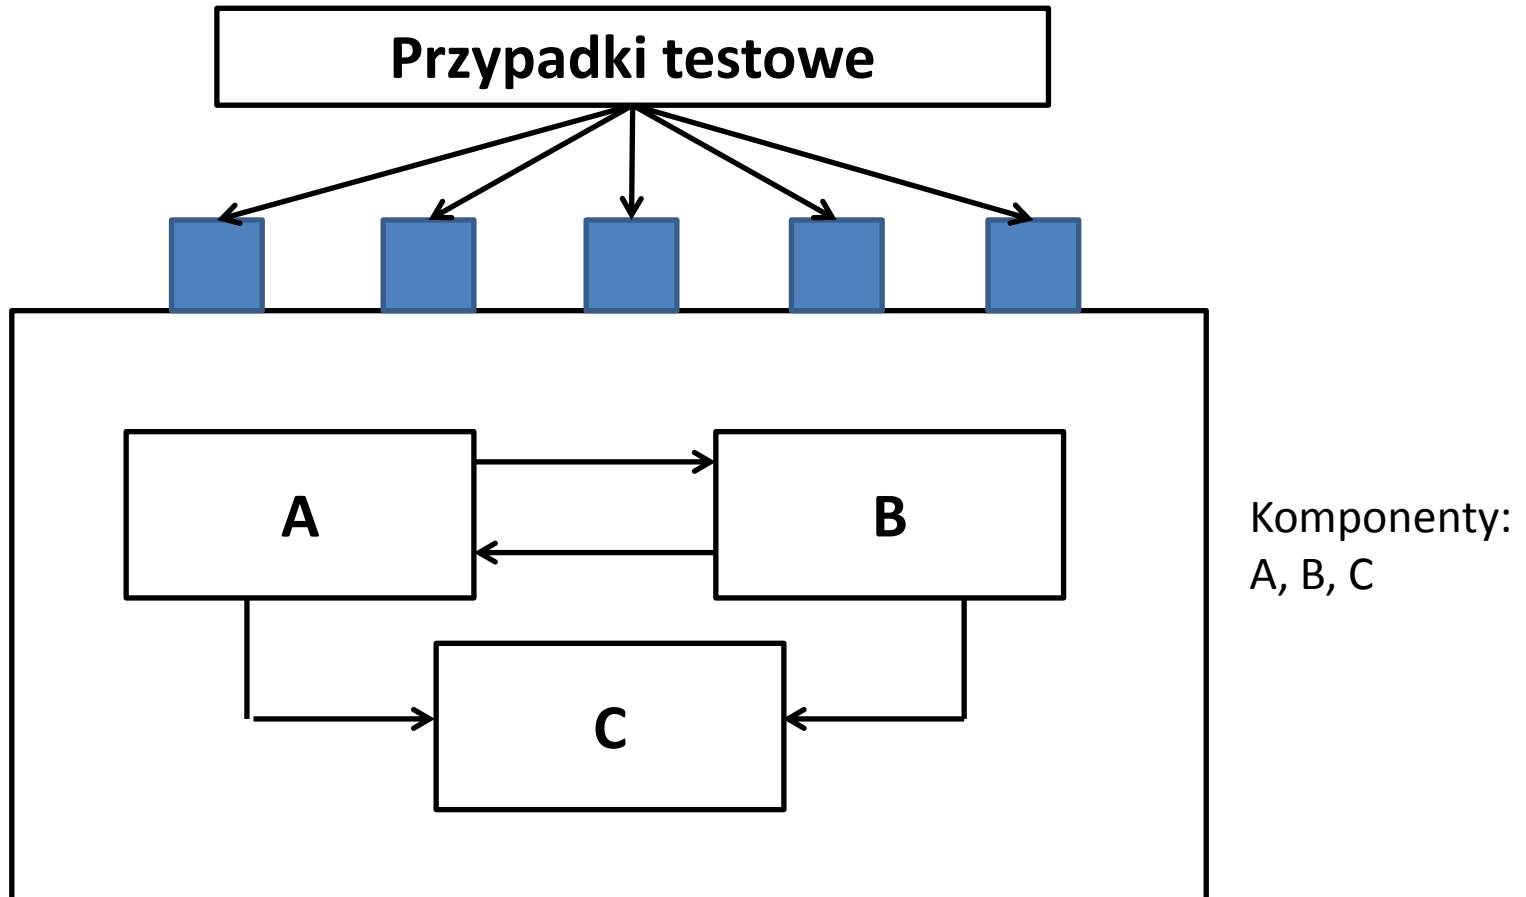 Przypadki testowe
A
B
Komponenty:
A, B, C
C